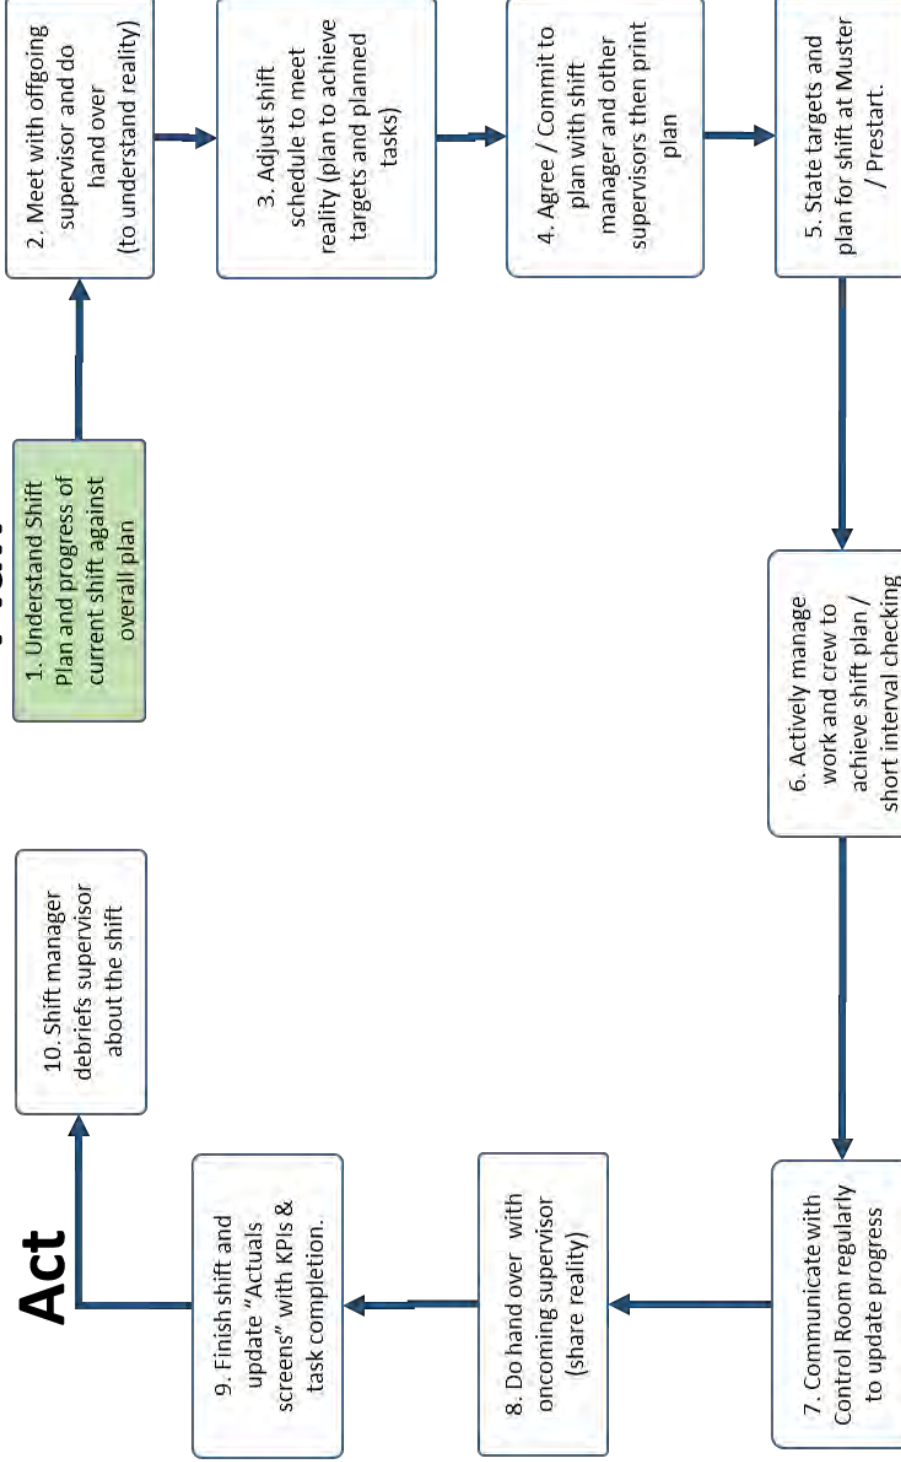 Act
1. Understand Shift
Plan and progress of
current shift against
overall plan
2. Meet with offgoing
supervisor and do
hand over
(to understand reality)
3. Adjust shift
schedule to meet
reality (plan to achieve
targets and planned
tasks)
4. Agree / Commit to
plan with shift
manager and other
supervisors then print
plan
5. State targets and
plan for shift at Muster
/ Prestart.
6. Actively manage
work and crew to
achieve shift plan /
short interval checking
7. Communicate with
Control Room regularly
to update progress
8. Do hand over with
oncoming supervisor
(share reality)
9. Finish shift and
update “Actuals
screens” with KPIs &
task completion.
10. Shift manager
debriefs supervisor
about the shift